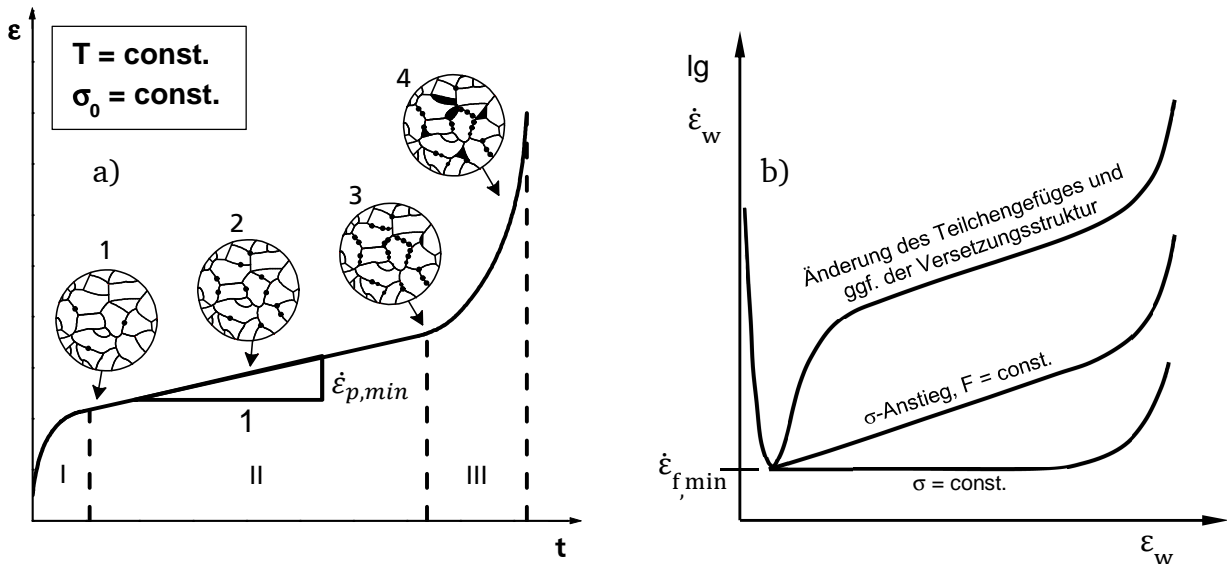 ε
T = const.
σ₀ = const.
a)
1
2
3
4
ε̇p,min
1
I
II
III
t
lg
ε̇w
b)
Änderung des Teilchengefüges und
ggf. der Versetzungsstruktur
σ-Anstieg, F = const.
ε̇f,min
σ = const.
εw